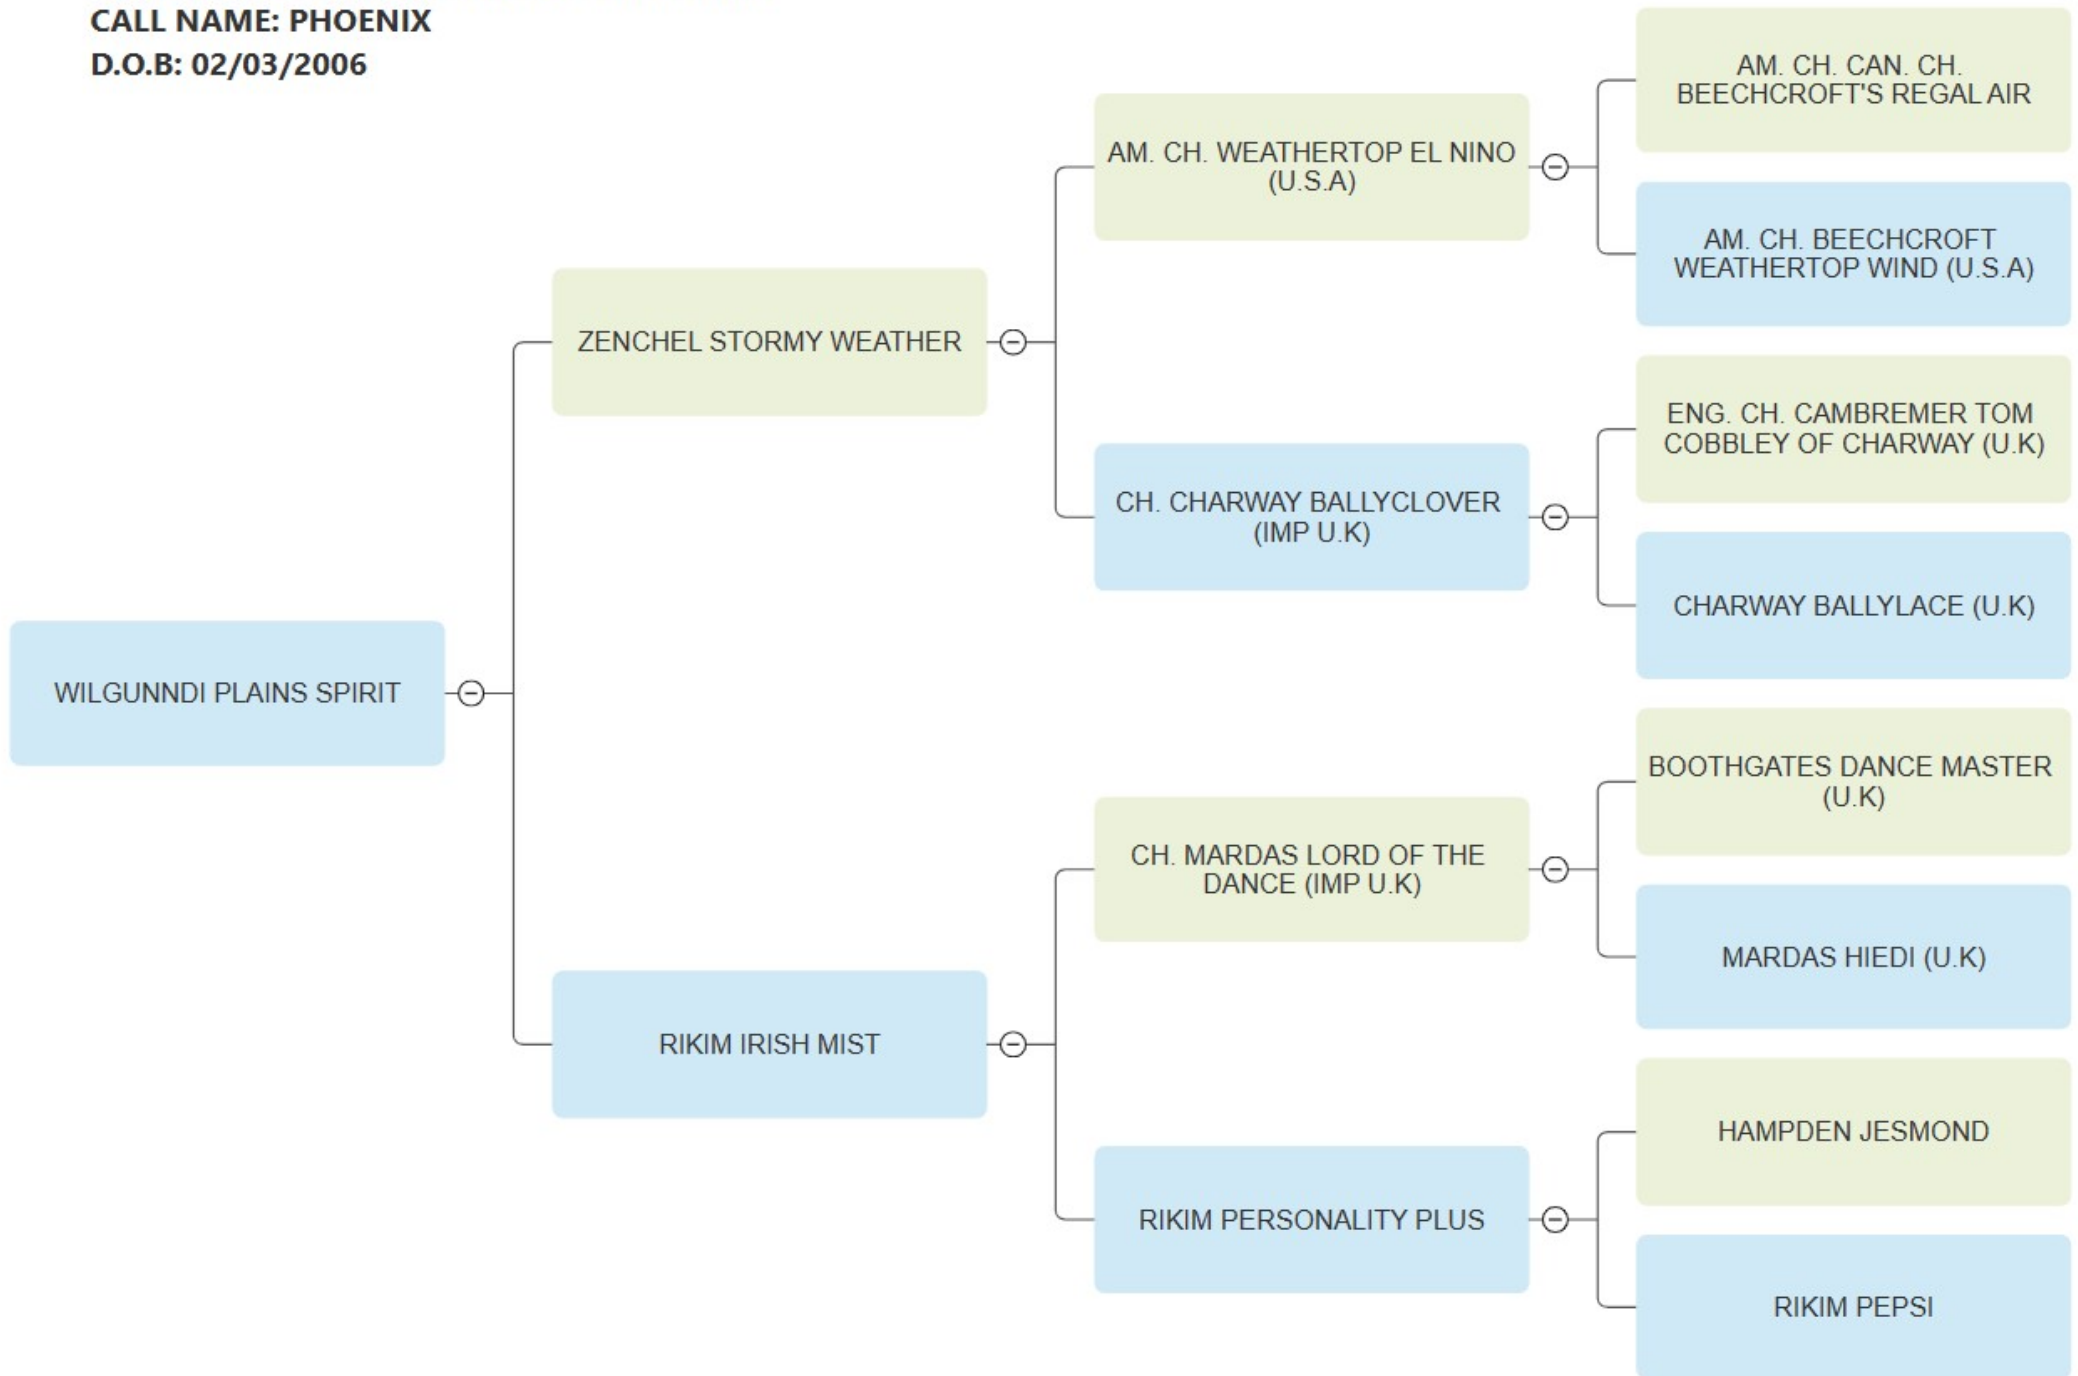 CALL NAME: PHOENIX
D.O.B: 02/03/2006
AM. CH. CAN. CH.
BEECHCROFT'S REGAL AIR
AM. CH. WEATHERTOP EL NINO
(U.S.A)
AM. CH. BEECHCROFT
WEATHERTOP WIND (U.S.A)
ZENCHEL STORMY WEATHER
ENG. CH. CAMBREMER TOM
COBBLEY OF CHARWAY (U.K)
CH. CHARWAY BALLYCLOVER
(IMP U.K)
CHARWAY BALLYLACE (U.K)
WILGUNNDI PLAINS SPIRIT
BOOTHGATES DANCE MASTER
(U.K)
CH. MARDAS LORD OF THE
DANCE (IMP U.K)
MARDAS HIEDI (U.K)
RIKIM IRISH MIST
HAMPDEN JESMOND
RIKIM PERSONALITY PLUS
RIKIM PEPSI